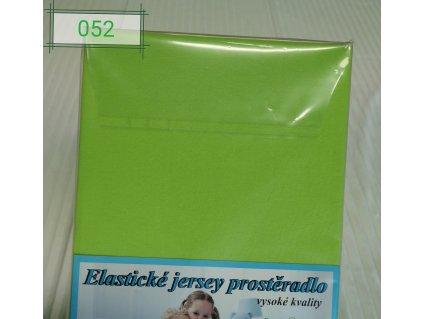 052
Elastické jersey prostěradlo
vysoké kvality